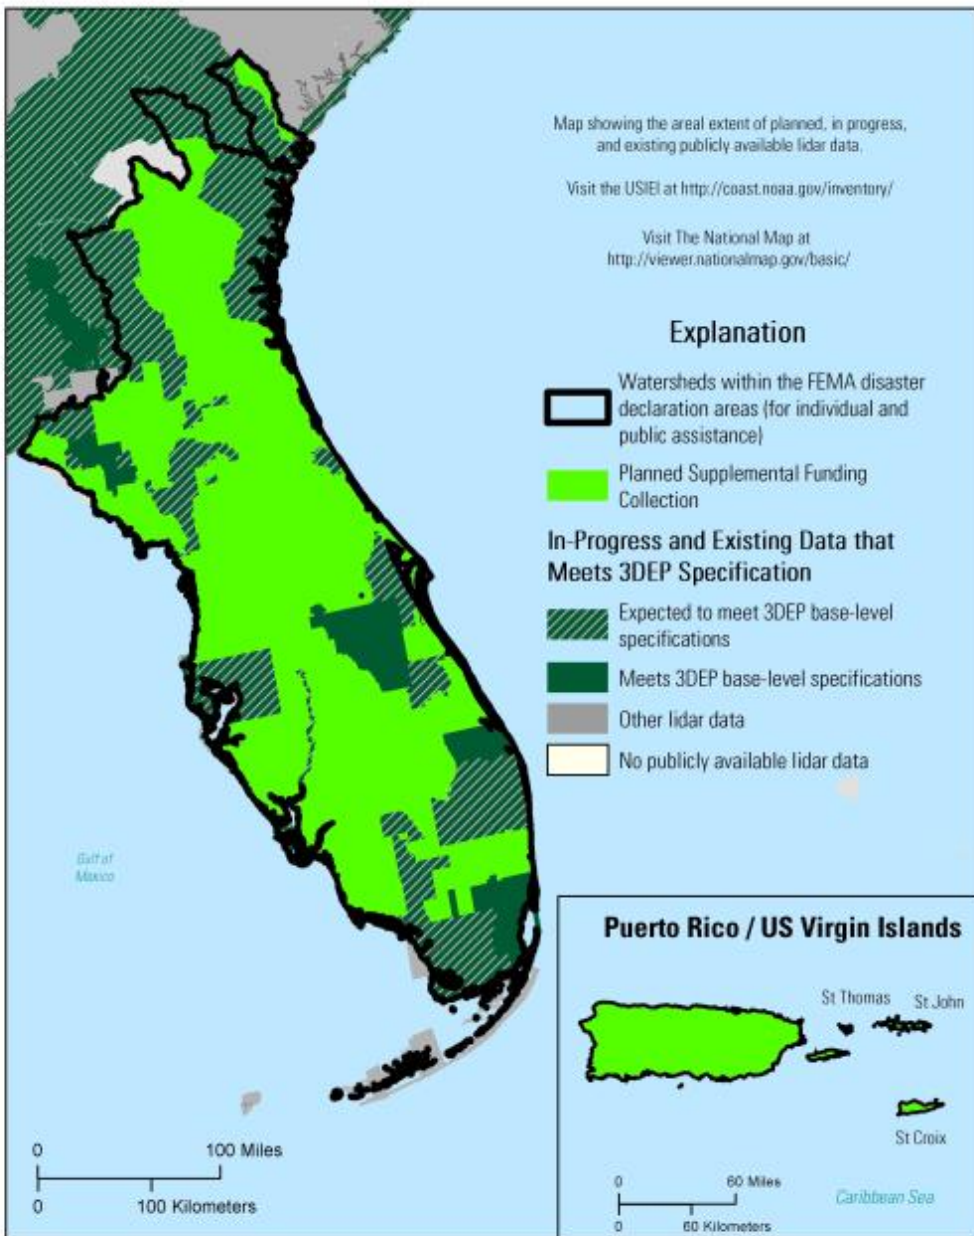 Map showing the areal extent of planned, in progress,
and existing publicly available lidar data.
Visit the USIEI at http://coast.noaa.gov/inventory/
Visit The National Map at
http://viewer.nationalmap.gov/basic/
Explanation
Watersheds within the FEMA disaster
declaration areas (for individual and
public assistance)
Planned Supplemental Funding
Collection
In-Progress and Existing Data that
Meets 3DEP Specification
Expected to meet 3DEP base-level
specifications
Meets 3DEP base-level specifications
Other lidar data
No publicly available lidar data
Gulf of
Mexico
0 100 Miles
0 100 Kilometers
Puerto Rico / US Virgin Islands
St Thomas
St John
St Croix
0 60 Miles
0 60 Kilometers
Caribbean Sea